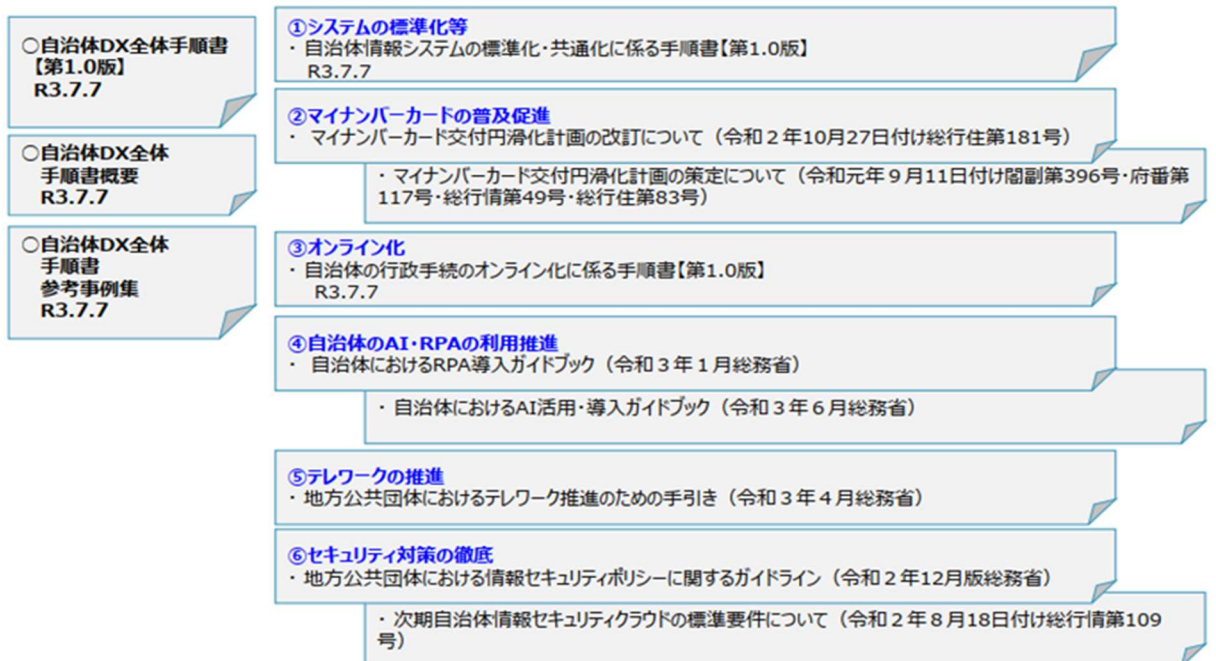 ○自治体DX全体手順書
【第1.0版】
R3.7.7
○自治体DX全体
手順書概要
R3.7.7
○自治体DX全体
手順書
参考事例集
R3.7.7
①システムの標準化等
・自治体情報システムの標準化・共通化に係る手順書【第1.0版】
R3.7.7
②マイナンバーカードの普及促進
・ マイナンバーカード交付円滑化計画の改訂について（令和２年10月27日付け総行住第181号）
・マイナンバーカード交付円滑化計画の策定について（令和元年９月11日付け閣副第396号・府番第
117号・総行情第49号・総行住第83号）
③オンライン化
・自治体の行政手続のオンライン化に係る手順書【第1.0版】
R3.7.7
④自治体のAI・RPAの利用推進
・ 自治体におけるRPA導入ガイドブック（令和３年１月総務省）
・自治体におけるAI活用・導入ガイドブック（令和３年６月総務省）
⑤テレワークの推進
・地方公共団体におけるテレワーク推進のための手引き（令和３年４月総務省）
⑥セキュリティ対策の徹底
・地方公共団体における情報セキュリティポリシーに関するガイドライン（令和２年12月版総務省）
・次期自治体情報セキュリティクラウドの標準要件について（令和２年８月18日付け総行情第109
号）